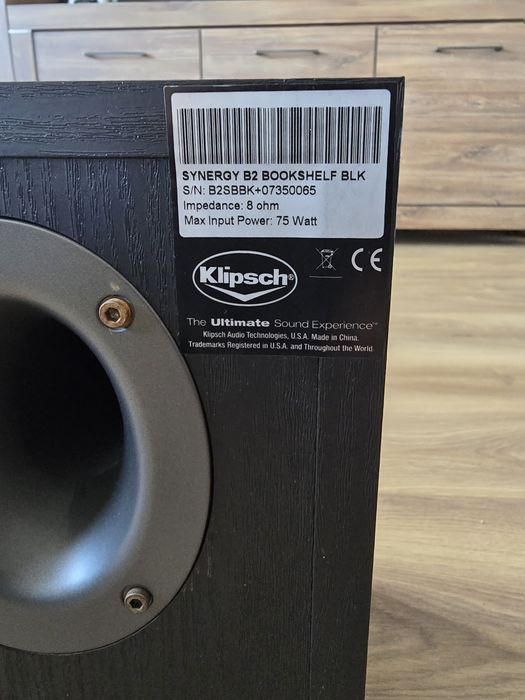 SYNERGY B2 BOOKSHELF BLK
S/N: B2SBBK+07350065
Impedance: 8 ohm
Max Input Power: 75 Watt
CE
Klipsch®
The Ultimate Sound Experience™
Klipsch Audio Technologies, U.S.A. Made in China.
Trademarks Registered in U.S.A. and Throughout the World.